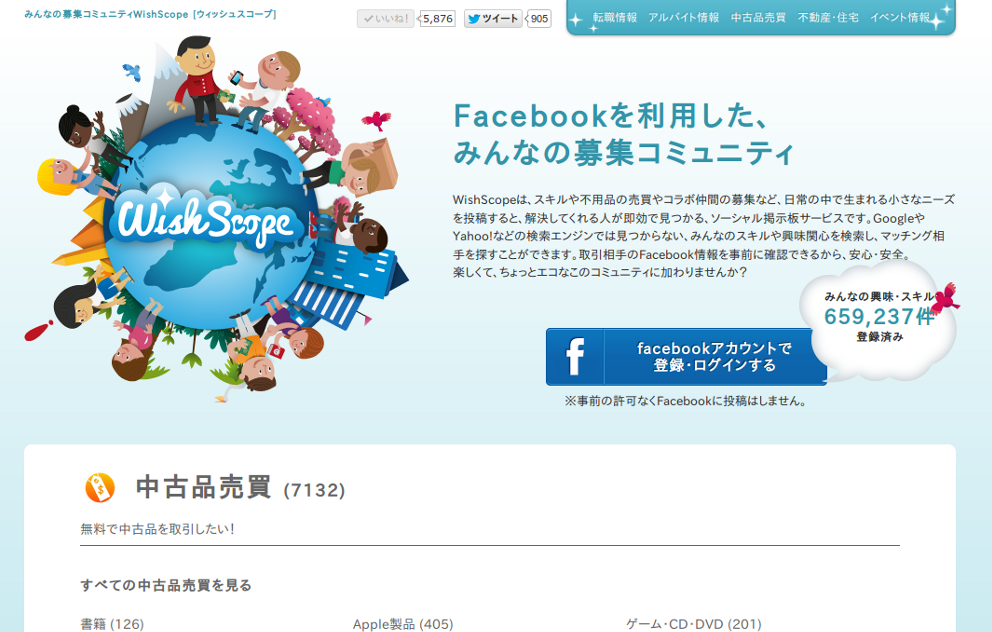 みんなの募集コミュニティWishScope [ウィッシュスコープ]
いいね! 5,876 ツイート 905
転職情報 アルバイト情報 中古品売買 不動産・住宅 イベント情報
WishScope
Facebookを利用した、
みんなの募集コミュニティ
WishScopeは、スキルや不用品の売買やコラボ仲間の募集など、日常の中で生まれる小さなニーズ
を投稿すると、解決してくれる人が即効で見つかる、ソーシャル掲示板サービスです。Googleや
Yahoo!などの検索エンジンでは見つからない、みんなのスキルや興味関心を検索し、マッチング相
手を探すことができます。取引相手のFacebook情報を事前に確認できるから、安心・安全。
楽しくて、ちょっとエコなこのコミュニティに加わりませんか?
みんなの興味・スキル
659,237件
登録済み
f
facebookアカウントで
登録・ログインする
※事前の許可なくFacebookに投稿はしません。
中古品売買 (7132)
無料で中古品を取引したい!
すべての中古品売買を見る
書籍 (126) Apple製品 (405) ゲーム・CD・DVD (201)